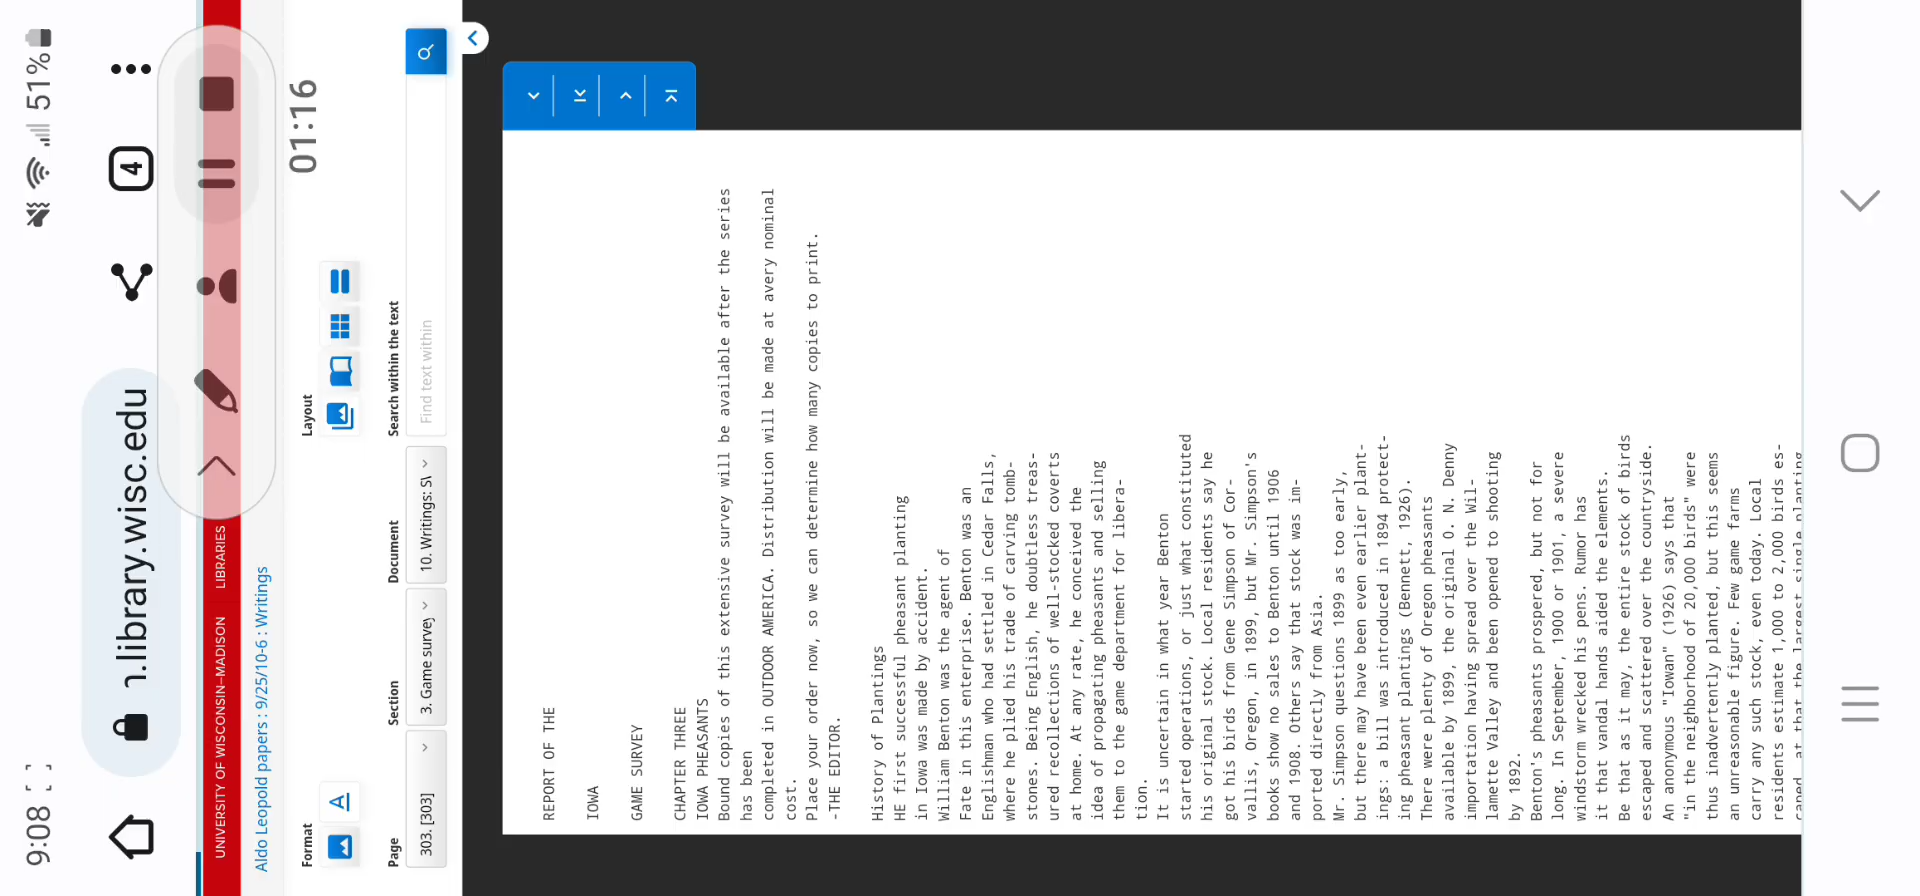 9:08
51%
n.library.wisc.edu
4
01:16
UNIVERSITY OF WISCONSIN–MADISON
LIBRARIES
Aldo Leopold papers : 9/25/10-6 : Writings
Format
Layout
A
Page
Section
Document
Search within the text
303. [303]
3. Game survey
10. Writings: S
Find text within
REPORT OF THE
IOWA
GAME SURVEY
CHAPTER THREE
IOWA PHEASANTS
Bound copies of this extensive survey will be available after the series
has been
completed in OUTDOOR AMERICA. Distribution will be made at avery nominal
cost.
Place your order now, so we can determine how many copies to print.
-THE EDITOR.
History of Plantings
HE first successful pheasant planting
in Iowa was made by accident.
William Benton was the agent of
Fate in this enterprise. Benton was an
Englishman who had settled in Cedar Falls,
where he plied his trade of carving tomb-
stones. Being English, he doubtless treas-
ured recollections of well-stocked coverts
at home. At any rate, he conceived the
idea of propagating pheasants and selling
them to the game department for libera-
tion.
It is uncertain in what year Benton
started operations, or just what constituted
his original stock. Local residents say he
got his birds from Gene Simpson of Cor-
vallis, Oregon, in 1899, but Mr. Simpson's
books show no sales to Benton until 1906
and 1908. Others say that stock was im-
ported directly from Asia.
Mr. Simpson questions 1899 as too early,
but there may have been even earlier plant-
ings: a bill was introduced in 1894 protect-
ing pheasant plantings (Bennett, 1926).
There were plenty of Oregon pheasants
available by 1899, the original O. N. Denny
importation having spread over the Wil-
lamette Valley and been opened to shooting
by 1892.
Benton's pheasants prospered, but not for
long. In September, 1900 or 1901, a severe
windstorm wrecked his pens. Rumor has
it that vandal hands aided the elements.
Be that as it may, the entire stock of birds
escaped and scattered over the countryside.
An anonymous "Iowan" (1926) says that
"in the neighborhood of 20,000 birds" were
thus inadvertently planted, but this seems
an unreasonable figure. Few game farms
carry any such stock, even today. Local
residents estimate 1,000 to 2,000 birds es-
caped, at that the largest single planting